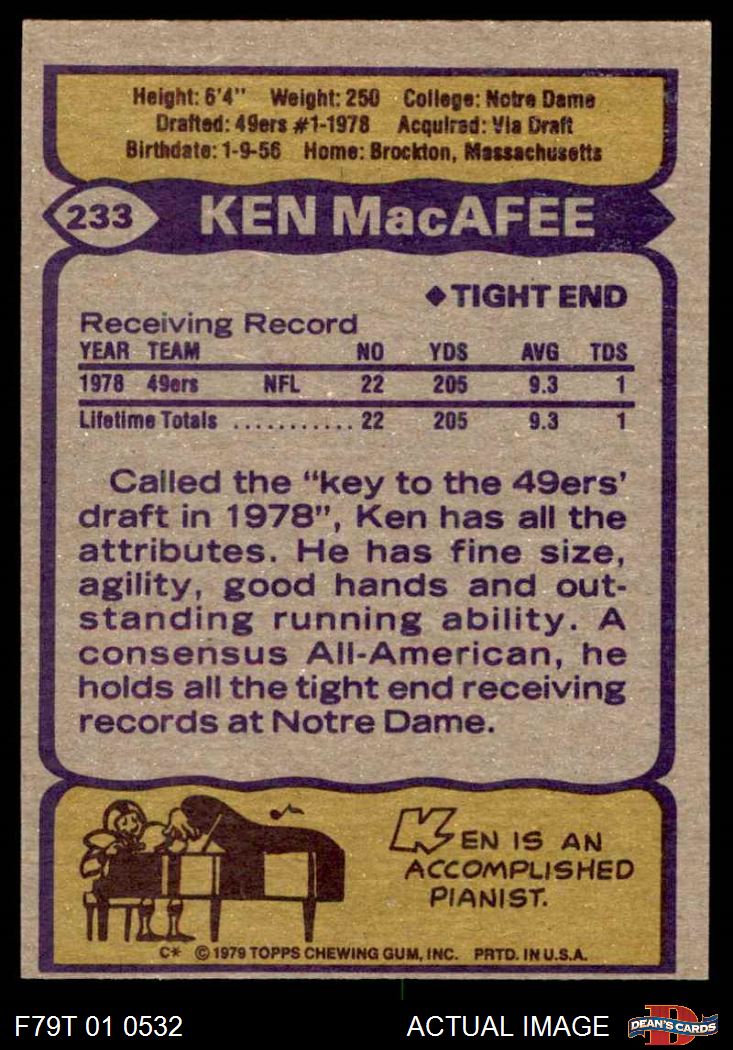 Height: 6'4" Weight: 250 College: Notre Dame
Drafted: 49ers #1-1978 Acquired: Via Draft
Birthdate: 1-9-56 Home: Brockton, Massachusetts
233 KEN MacAFEE
◆TIGHT END
Receiving Record
YEAR TEAM NO YDS AVG TDS
1978 49ers NFL 22 205 9.3 1
Lifetime Totals ........... 22 205 9.3 1
Called the "key to the 49ers'
draft in 1978", Ken has all the
attributes. He has fine size,
agility, good hands and out-
standing running ability. A
consensus All-American, he
holds all the tight end receiving
records at Notre Dame.
KEN IS AN
ACCOMPLISHED
PIANIST.
C* © 1979 TOPPS CHEWING GUM, INC. PRTD. IN U.S.A.
F79T 01 0532 ACTUAL IMAGE D DEAN'S CARDS